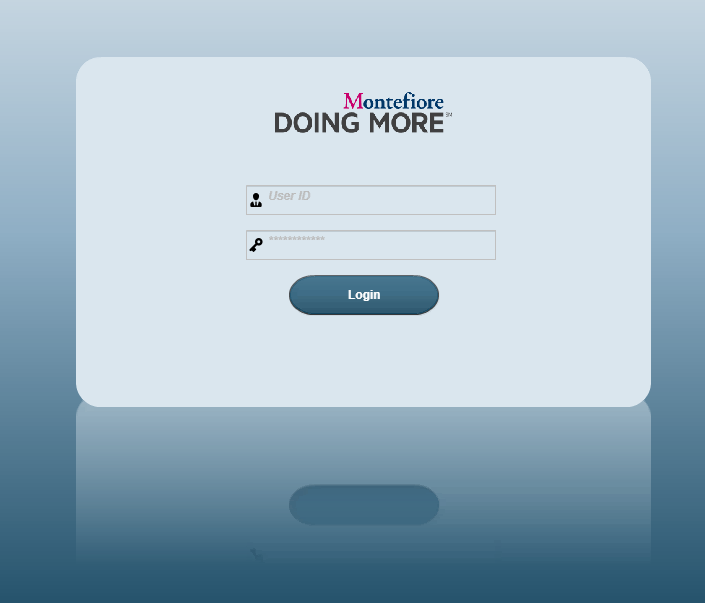 Montefiore
DOING MORE℠
User ID
************
Login